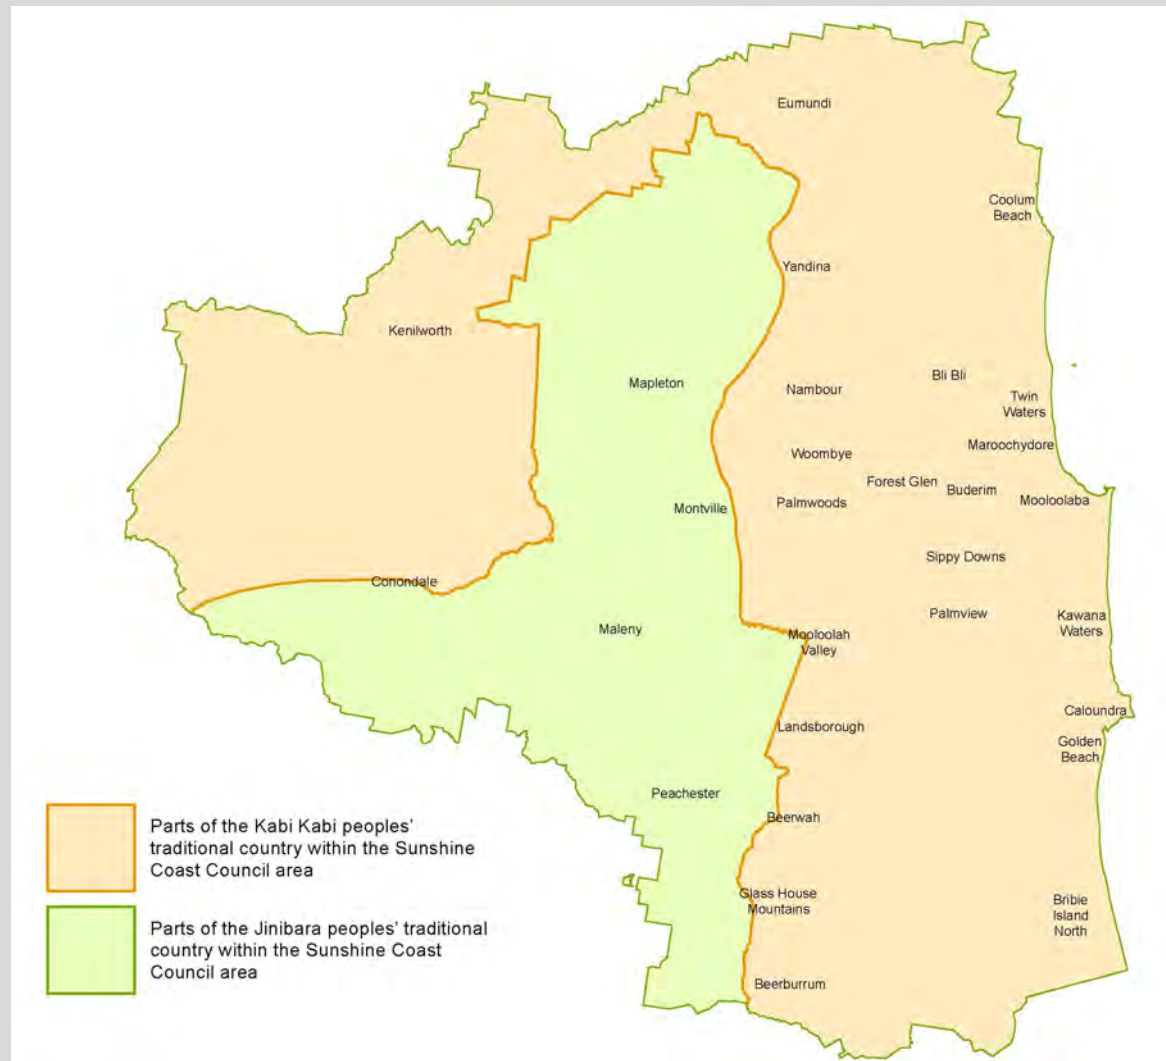 Eumundi
Coolum
Beach
Yandina
Kenilworth
Mapleton
Bli Bli
Nambour
Twin
Waters
Maroochydore
Woombye
Forest Glen
Buderim
Mooloolaba
Palmwoods
Montville
Sippy Downs
Conondale
Palmview
Kawana
Waters
Maleny
Mooloolah
Valley
Caloundra
Landsborough
Golden
Beach
Peachester
Beerwah
Parts of the Kabi Kabi peoples'
traditional country within the Sunshine
Coast Council area
Glass House
Mountains
Bribie
Island
North
Parts of the Jinibara peoples' traditional
country within the Sunshine Coast
Council area
Beerburrum